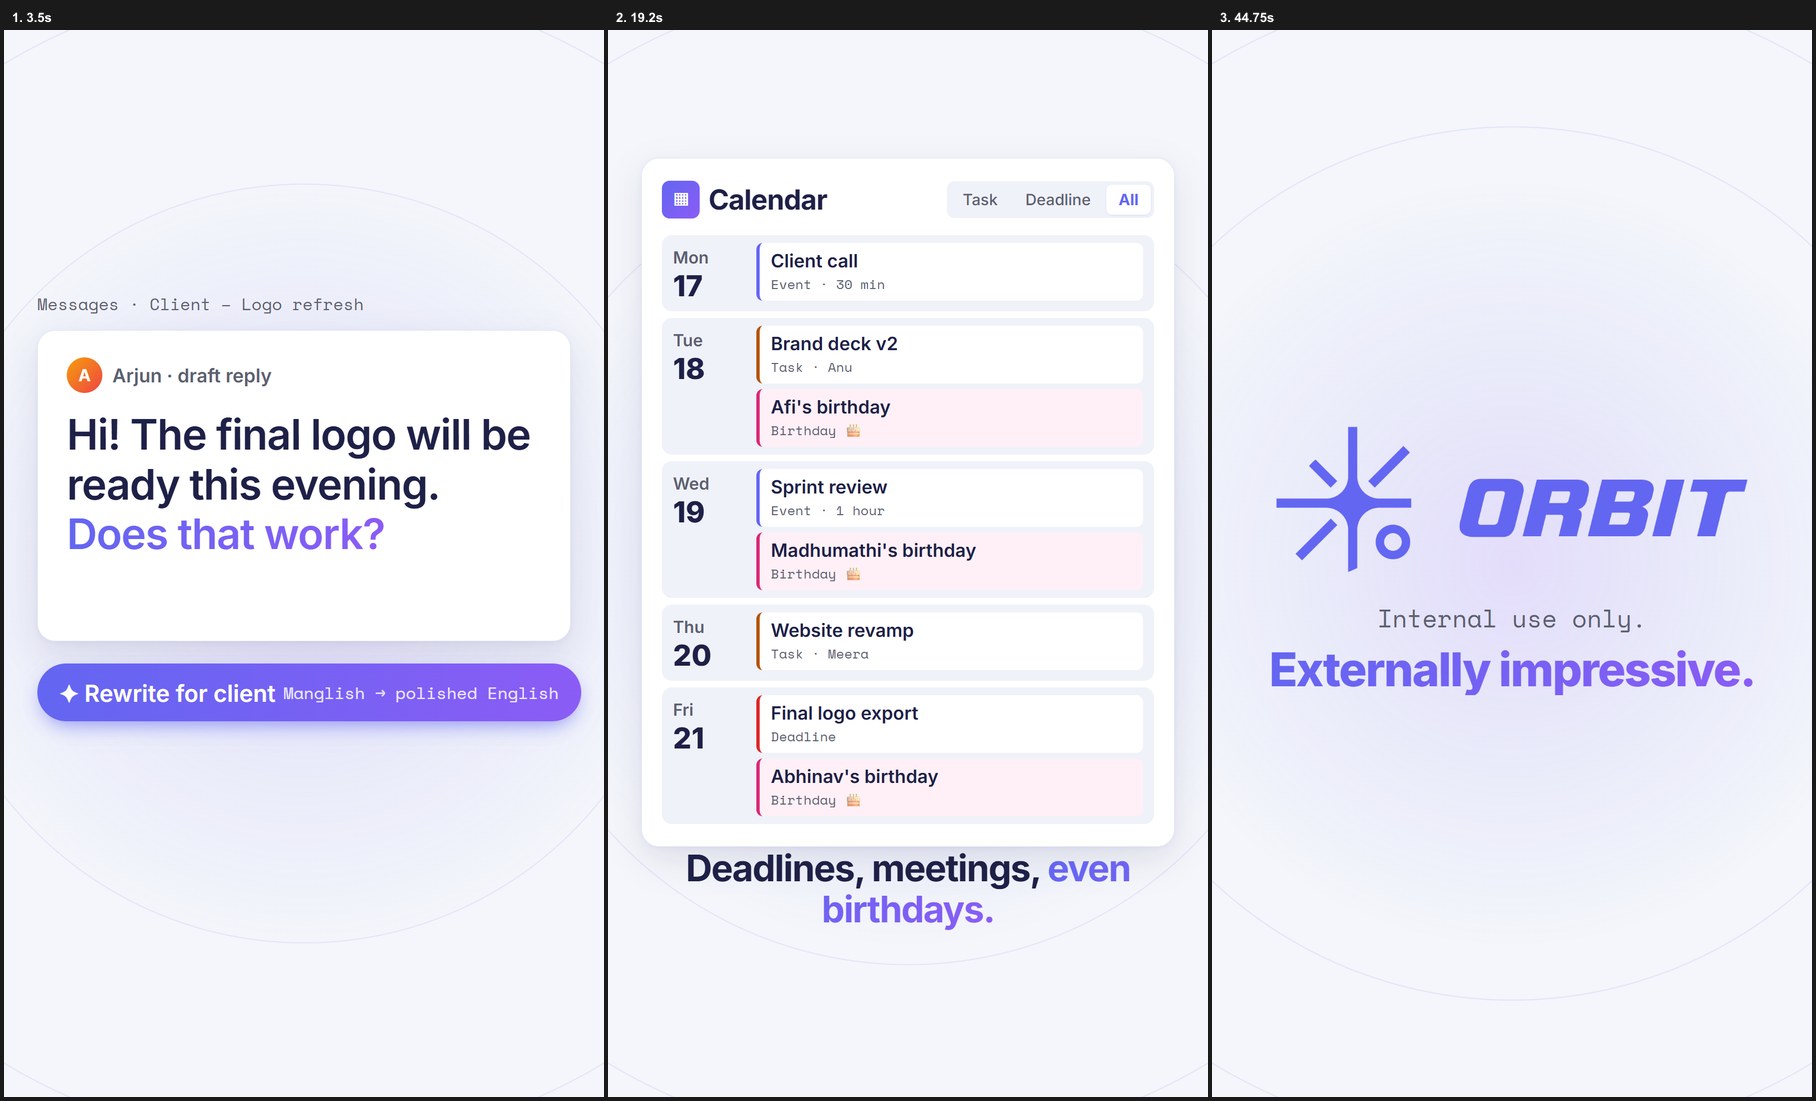 1. 3.5s
Messages · Client – Logo refresh
A
Arjun · draft reply
Hi! The final logo will be
ready this evening.
Does that work?
✦ Rewrite for client Manglish → polished English
2. 19.2s
Calendar
Task Deadline All
Mon
17
Client call
Event · 30 min
Tue
18
Brand deck v2
Task · Anu
Afi's birthday
Birthday 🎂
Wed
19
Sprint review
Event · 1 hour
Madhumathi's birthday
Birthday 🎂
Thu
20
Website revamp
Task · Meera
Fri
21
Final logo export
Deadline
Abhinav's birthday
Birthday 🎂
Deadlines, meetings, even
birthdays.
3. 44.75s
ORBIT
Internal use only.
Externally impressive.